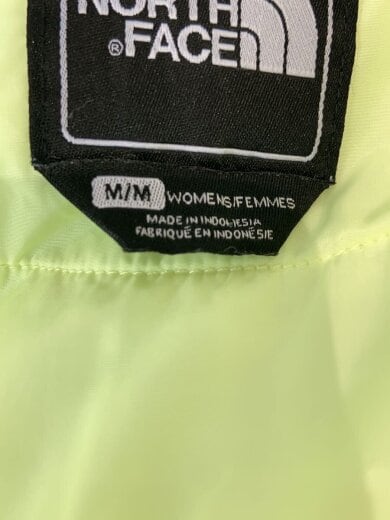 NORTH
®FACE
M/M WOMENS/FEMMES
MADE IN INDONESIA
FABRIQUÉ EN INDONÉSIE